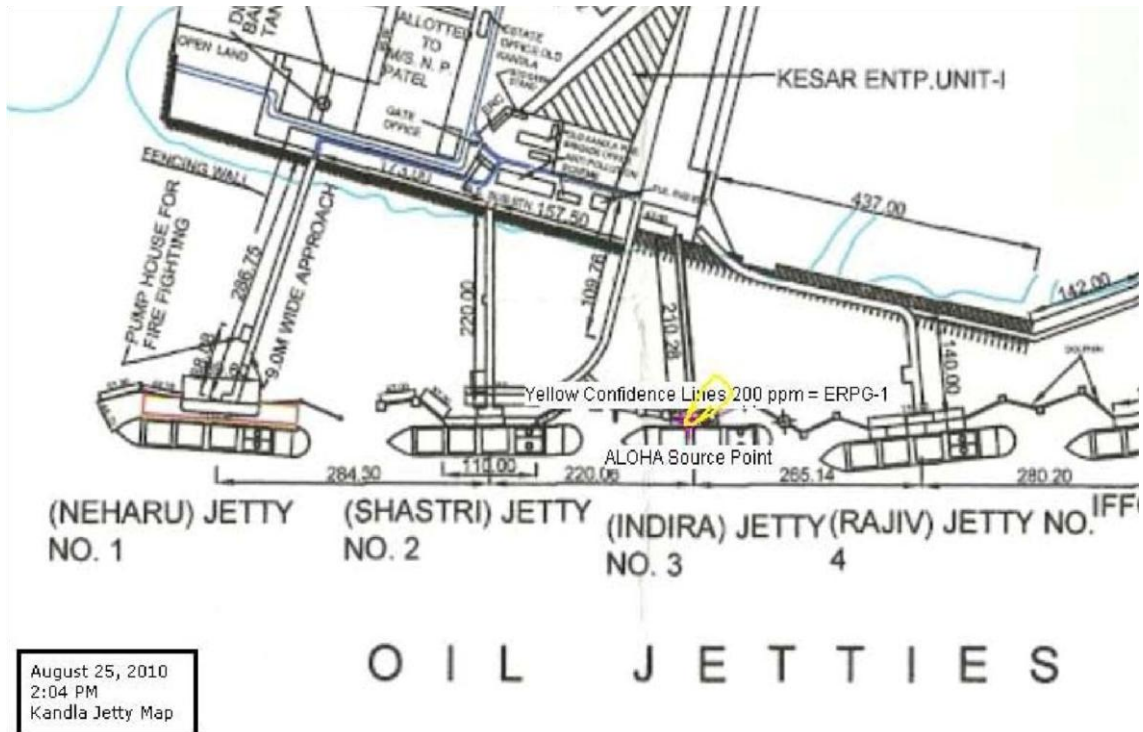 OPEN LAND
ALLOTTED
TO
M/S. N. P.
PATEL
ESTATE
OFFICE OLD
KANDLA
GATE
OFFICE
KESAR ENTP.UNIT-I
FENCING WALL
PUMP HOUSE FOR
FIRE FIGHTING
9.0M WIDE APPROACH
286.75
173.00
157.50
437.00
142.00
220.00
109.76
210.28
140.00
DOLPHIN
Yellow Confidence Lines 200 ppm = ERPG-1
ALOHA Source Point
284.30
110.00
220.06
265.14
280.20
(NEHARU) JETTY
NO. 1
(SHASTRI) JETTY
NO. 2
(INDIRA) JETTY
NO. 3
(RAJIV) JETTY NO.
4
OIL JETTIES
August 25, 2010
2:04 PM
Kandla Jetty Map